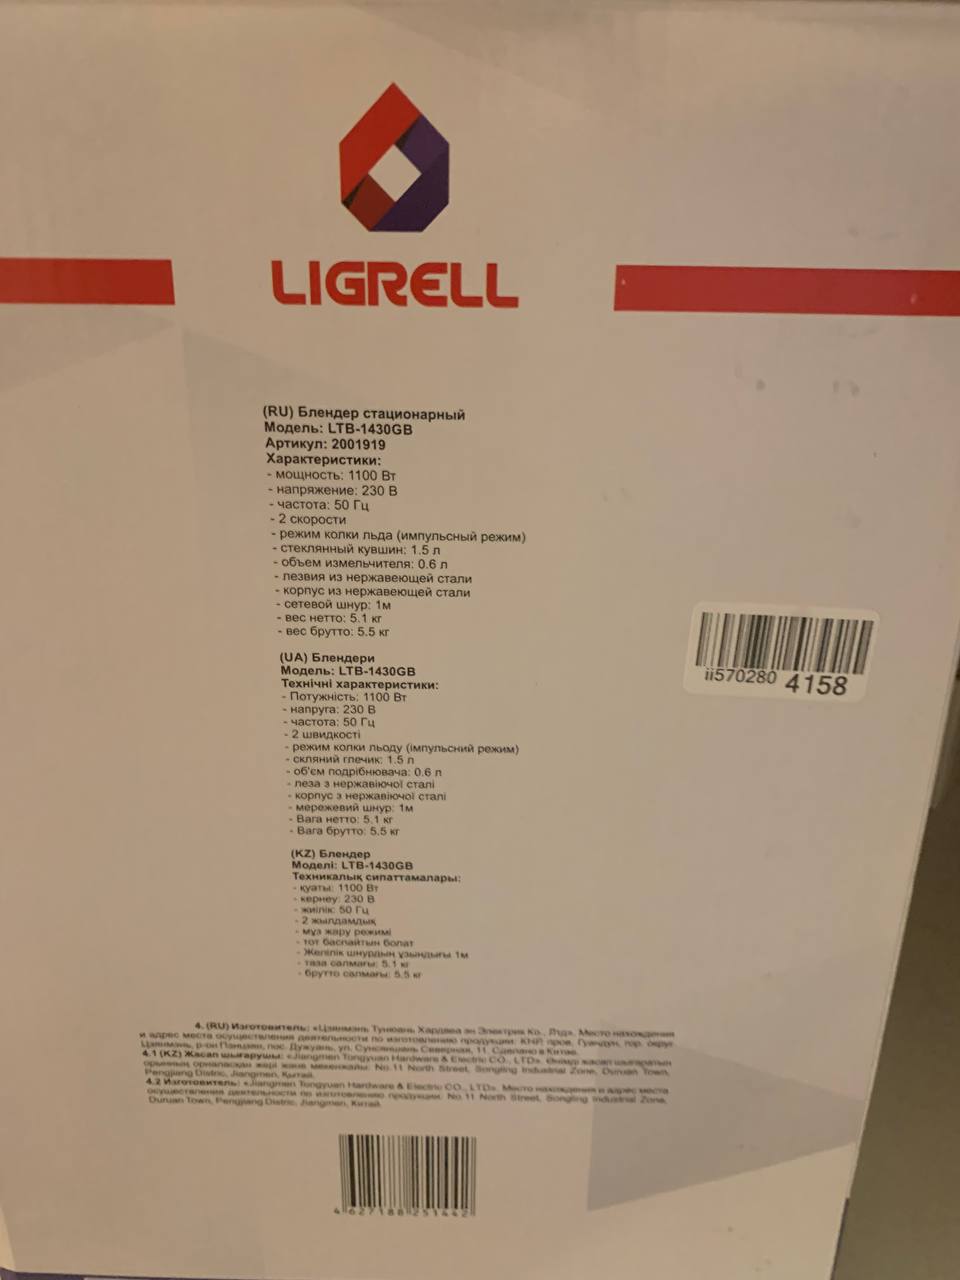 LIGRELL
(RU) Блендер стационарный
Модель: LTB-1430GB
Артикул: 2001919
Характеристики:
- мощность: 1100 Вт
- напряжение: 230 В
- частота: 50 Гц
- 2 скорости
- режим колки льда (импульсный режим)
- стеклянный кувшин: 1.5 л
- объем измельчителя: 0.6 л
- лезвия из нержавеющей стали
- корпус из нержавеющей стали
- сетевой шнур: 1м
- вес нетто: 5.1 кг
- вес брутто: 5.5 кг
ii570280 4158
(UA) Блендери
Модель: LTB-1430GB
Технічні характеристики:
- Потужність: 1100 Вт
- напруга: 230 В
- частота: 50 Гц
- 2 швидкості
- режим колки льоду (імпульсний режим)
- скляний глечик: 1.5 л
- об'єм подрібнювача: 0.6 л
- леза з нержавіючої сталі
- корпус з нержавіючої сталі
- мережевий шнур: 1м
- Вага нетто: 5.1 кг
- Вага брутто: 5.5 кг
(KZ) Блендер
Моделі: LTB-1430GB
Техникалық сипаттамалары:
- қуаты: 1100 Вт
- кернеу: 230 В
- жиілік: 50 Гц
- 2 жылдамдық
- мұз жару режимі
- тот баспайтын болат
- Желілік шнурдың ұзындығы 1м
- таза салмағы: 5.1 кг
- брутто салмағы: 5.5 кг
4. (RU) Изготовитель: «Цзянмэнь Тунюань Хардвеа эн Электрик Ко., Лтд». Место нахождения
и адрес места осуществления деятельности по изготовлению продукции: КНР, пров. Гуандун, гор. округ
Цзянмэнь, р-он Панцзян, пос. Дужуань, ул. Северная, 11. Сделано в Китае.
4.1 (KZ) Жасап шығарушы: «Jiangmen Tongyuan Hardware & Electric CO., LTD». Өнімді жасап шығаратын
орынның орналасқан жері және мекенжайы: No.11 North Street, Songling Industrial Zone, Duruan Town,
Pengjiang Distric, Jiangmen, Қытай.
4.2 Изготовитель: «Jiangmen Tongyuan Hardware & Electric CO., LTD». Место нахождения и адрес места
осуществления деятельности по изготовлению продукции: No.11 North Street, Songling Industrial Zone,
Duruan Town, Pengjiang Distric, Jiangmen, Китай.
4 627188 251442